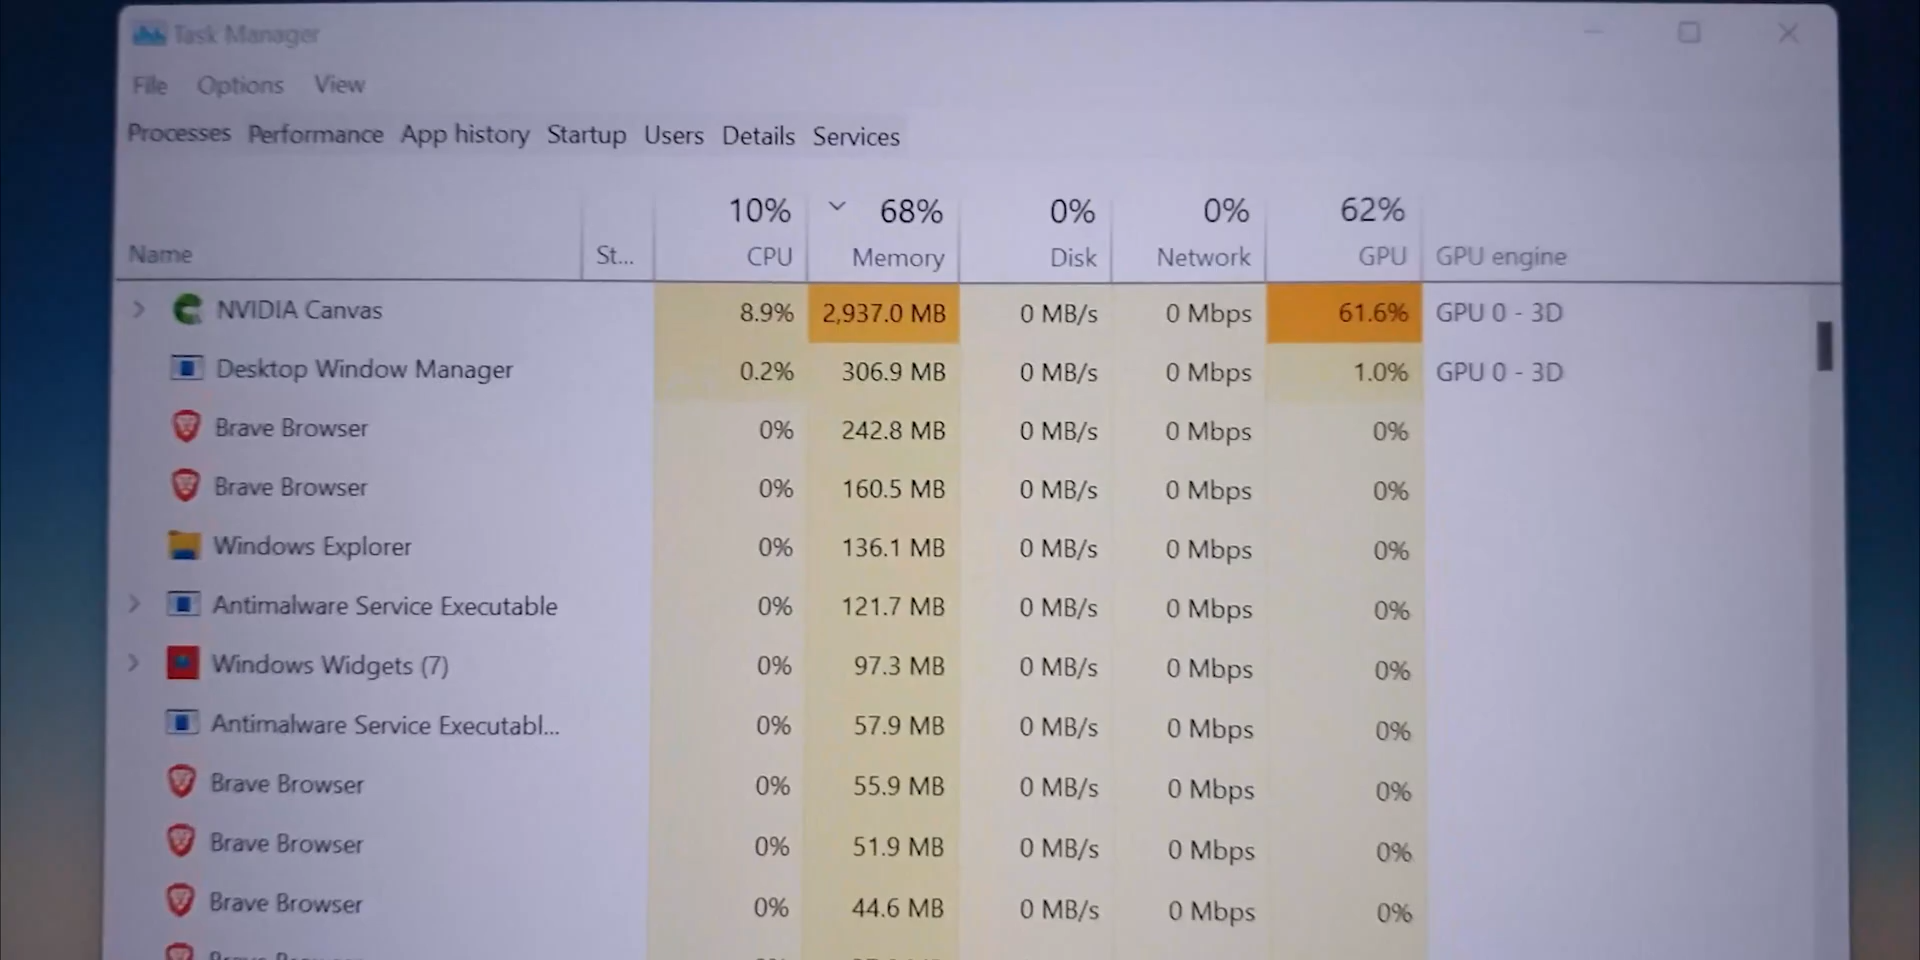 Task Manager
File Options View
Processes Performance App history Startup Users Details Services
10% 68% 0% 0% 62%
Name St... CPU Memory Disk Network GPU GPU engine
NVIDIA Canvas 8.9% 2,937.0 MB 0 MB/s 0 Mbps 61.6% GPU 0 - 3D
Desktop Window Manager 0.2% 306.9 MB 0 MB/s 0 Mbps 1.0% GPU 0 - 3D
Brave Browser 0% 242.8 MB 0 MB/s 0 Mbps 0%
Brave Browser 0% 160.5 MB 0 MB/s 0 Mbps 0%
Windows Explorer 0% 136.1 MB 0 MB/s 0 Mbps 0%
Antimalware Service Executable 0% 121.7 MB 0 MB/s 0 Mbps 0%
Windows Widgets (7) 0% 97.3 MB 0 MB/s 0 Mbps 0%
Antimalware Service Executabl... 0% 57.9 MB 0 MB/s 0 Mbps 0%
Brave Browser 0% 55.9 MB 0 MB/s 0 Mbps 0%
Brave Browser 0% 51.9 MB 0 MB/s 0 Mbps 0%
Brave Browser 0% 44.6 MB 0 MB/s 0 Mbps 0%